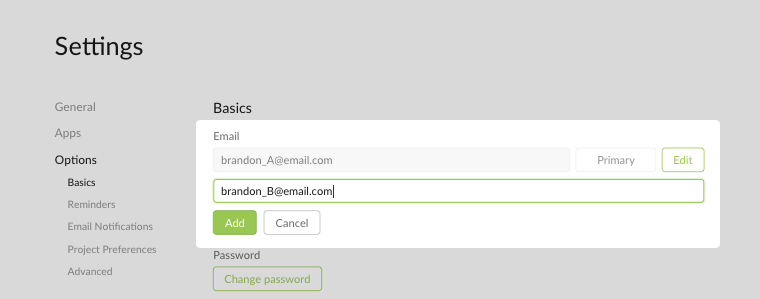 Settings
General
Apps
Options
Basics
Reminders
Email Notifications
Project Preferences
Advanced
Basics
Email
brandon_A@email.com Primary Edit
brandon_B@email.com
Add Cancel
Password
Change password